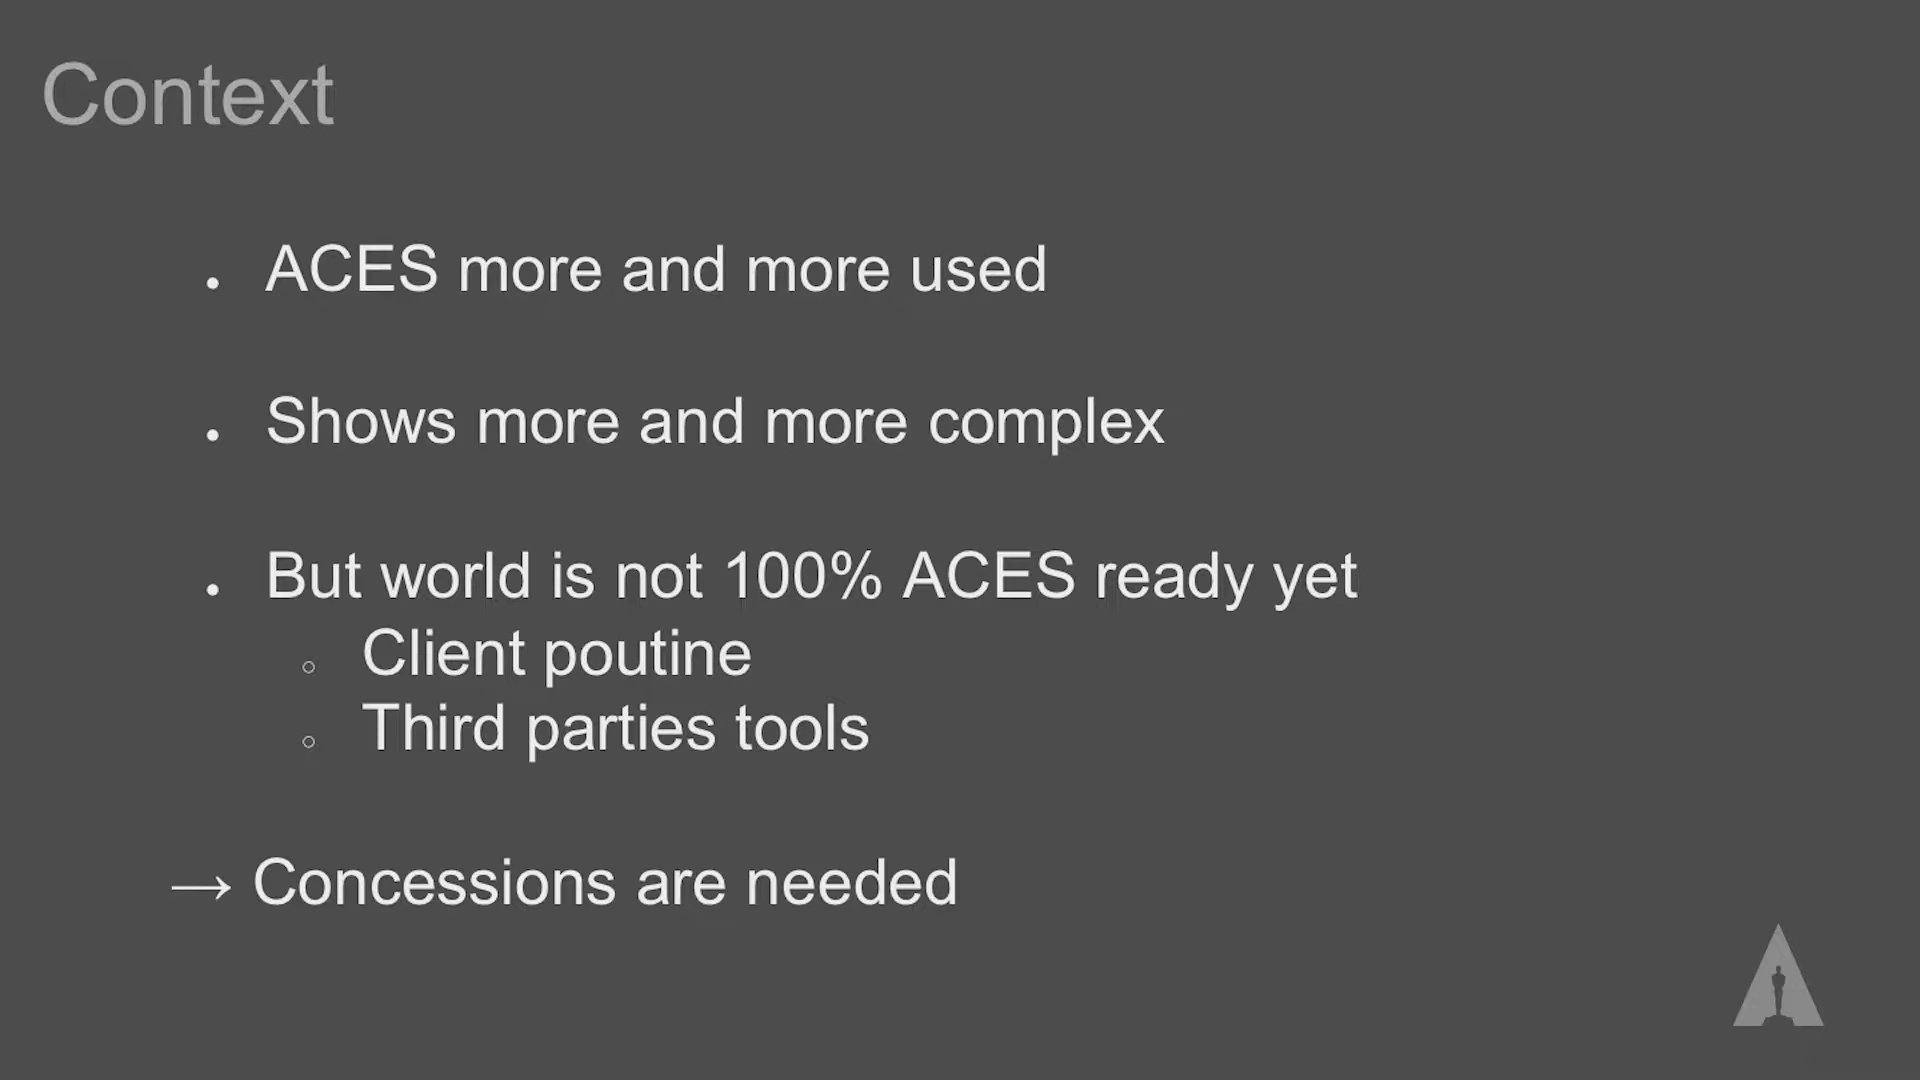 Context
• ACES more and more used
• Shows more and more complex
• But world is not 100% ACES ready yet
○ Client poutine
○ Third parties tools
→ Concessions are needed